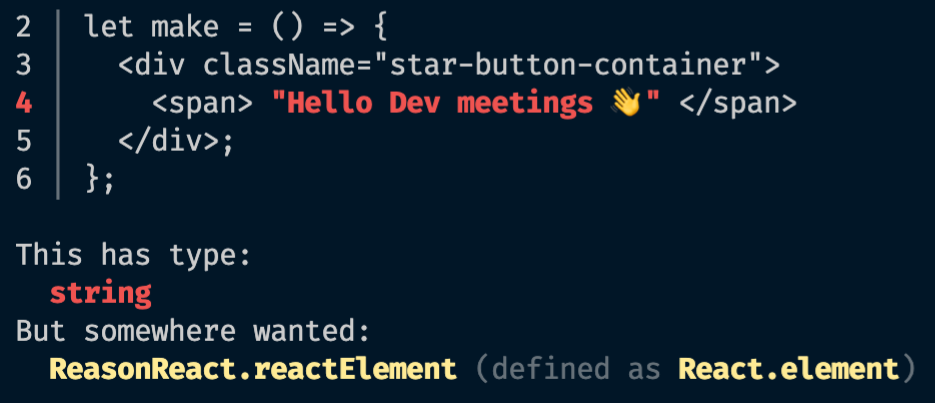 2 | let make = () => {
3 |   <div className="star-button-container">
4 |     <span> "Hello Dev meetings 👋" </span>
5 |   </div>;
6 | };
This has type:
  string
But somewhere wanted:
  ReasonReact.reactElement (defined as React.element)